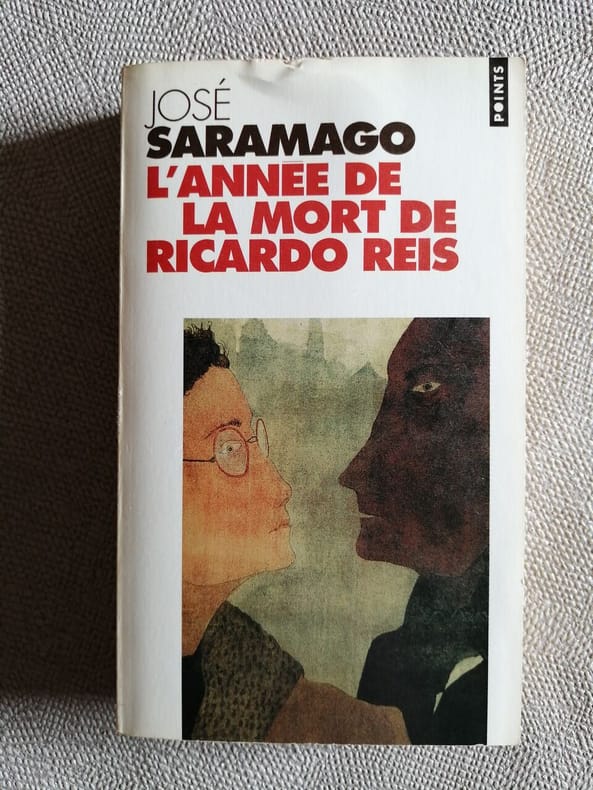 JOSÉ
SARAMAGO
L'ANNÉE DE
LA MORT DE
RICARDO REIS
POINTS